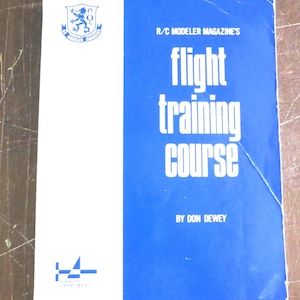 R/C MODELER MAGAZINE'S
flight
training
course
BY DON DEWEY